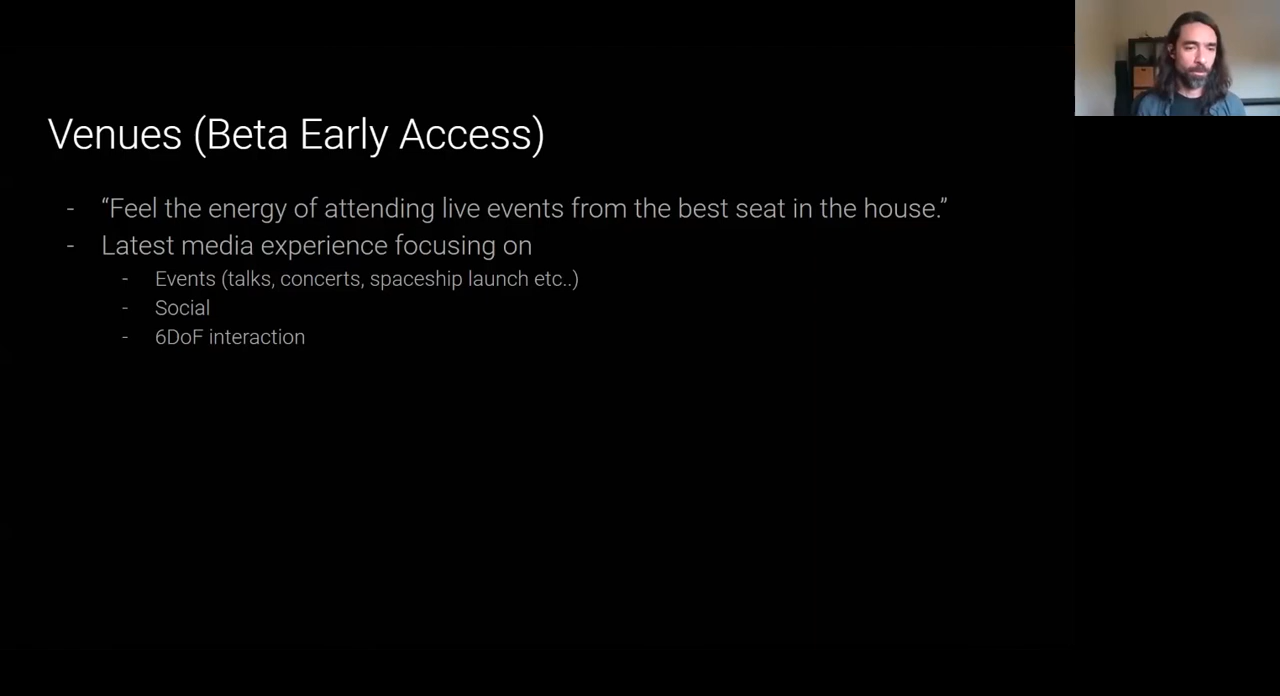 Venues (Beta Early Access)
- “Feel the energy of attending live events from the best seat in the house.”
- Latest media experience focusing on
- Events (talks, concerts, spaceship launch etc..)
- Social
- 6DoF interaction